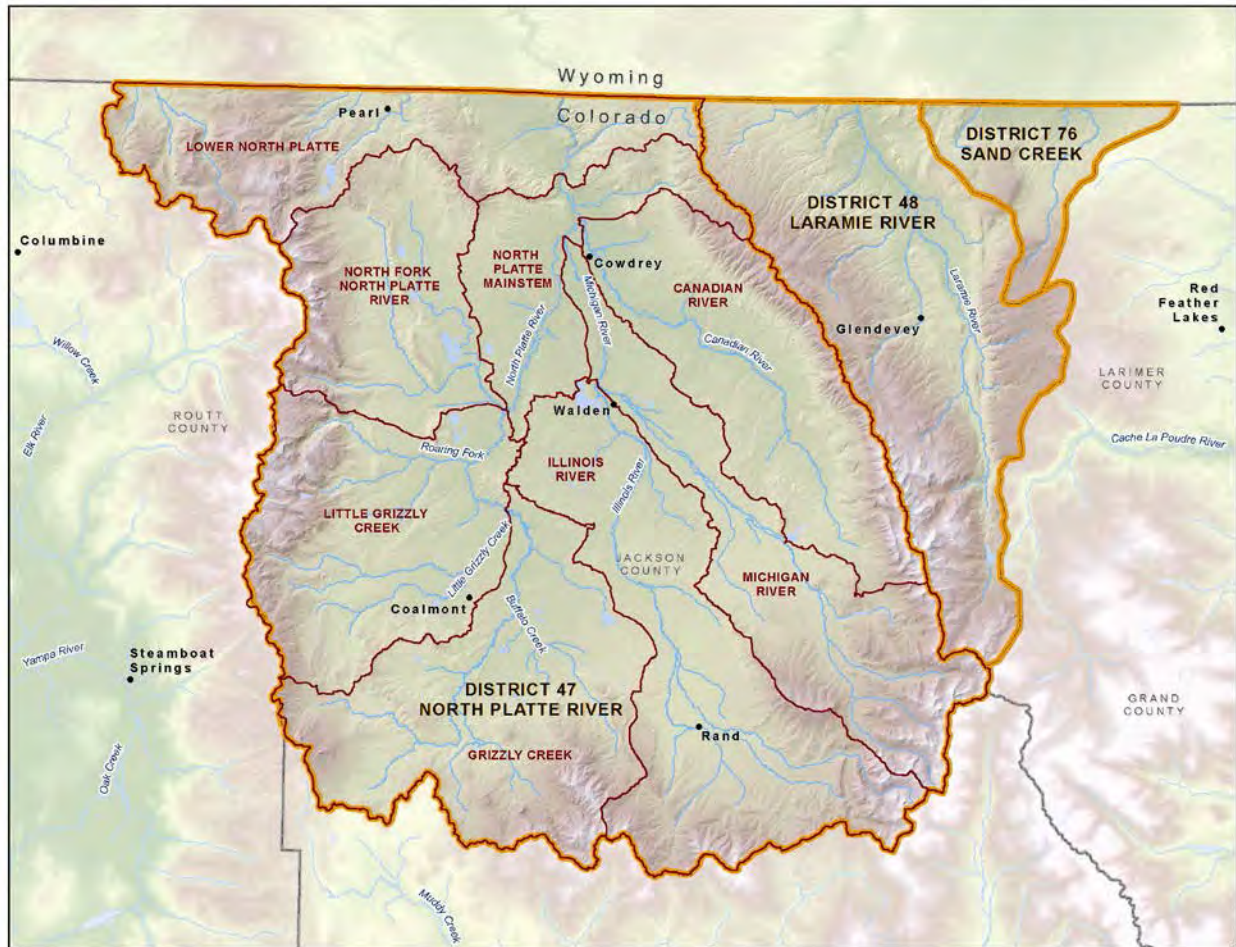 Wyoming
Colorado
Pearl
LOWER NORTH PLATTE
DISTRICT 76
SAND CREEK
DISTRICT 48
LARAMIE RIVER
Columbine
NORTH FORK
NORTH PLATTE
RIVER
NORTH
PLATTE
MAINSTEM
Cowdrey
Michigan River
CANADIAN
RIVER
Laramie River
Red
Feather
Lakes
Glendevey
North Platte River
Canadian River
Willow Creek
LARIMER
COUNTY
ROUTT
COUNTY
Walden
Elk River
Roaring Fork
Cache La Poudre River
ILLINOIS
RIVER
Illinois River
LITTLE GRIZZLY
CREEK
Little Grizzly Creek
JACKSON
COUNTY
MICHIGAN
RIVER
Coalmont
Buffalo Creek
Yampa River
Steamboat
Springs
DISTRICT 47
NORTH PLATTE RIVER
GRAND
COUNTY
Rand
GRIZZLY CREEK
Oak Creek
Muddy Creek